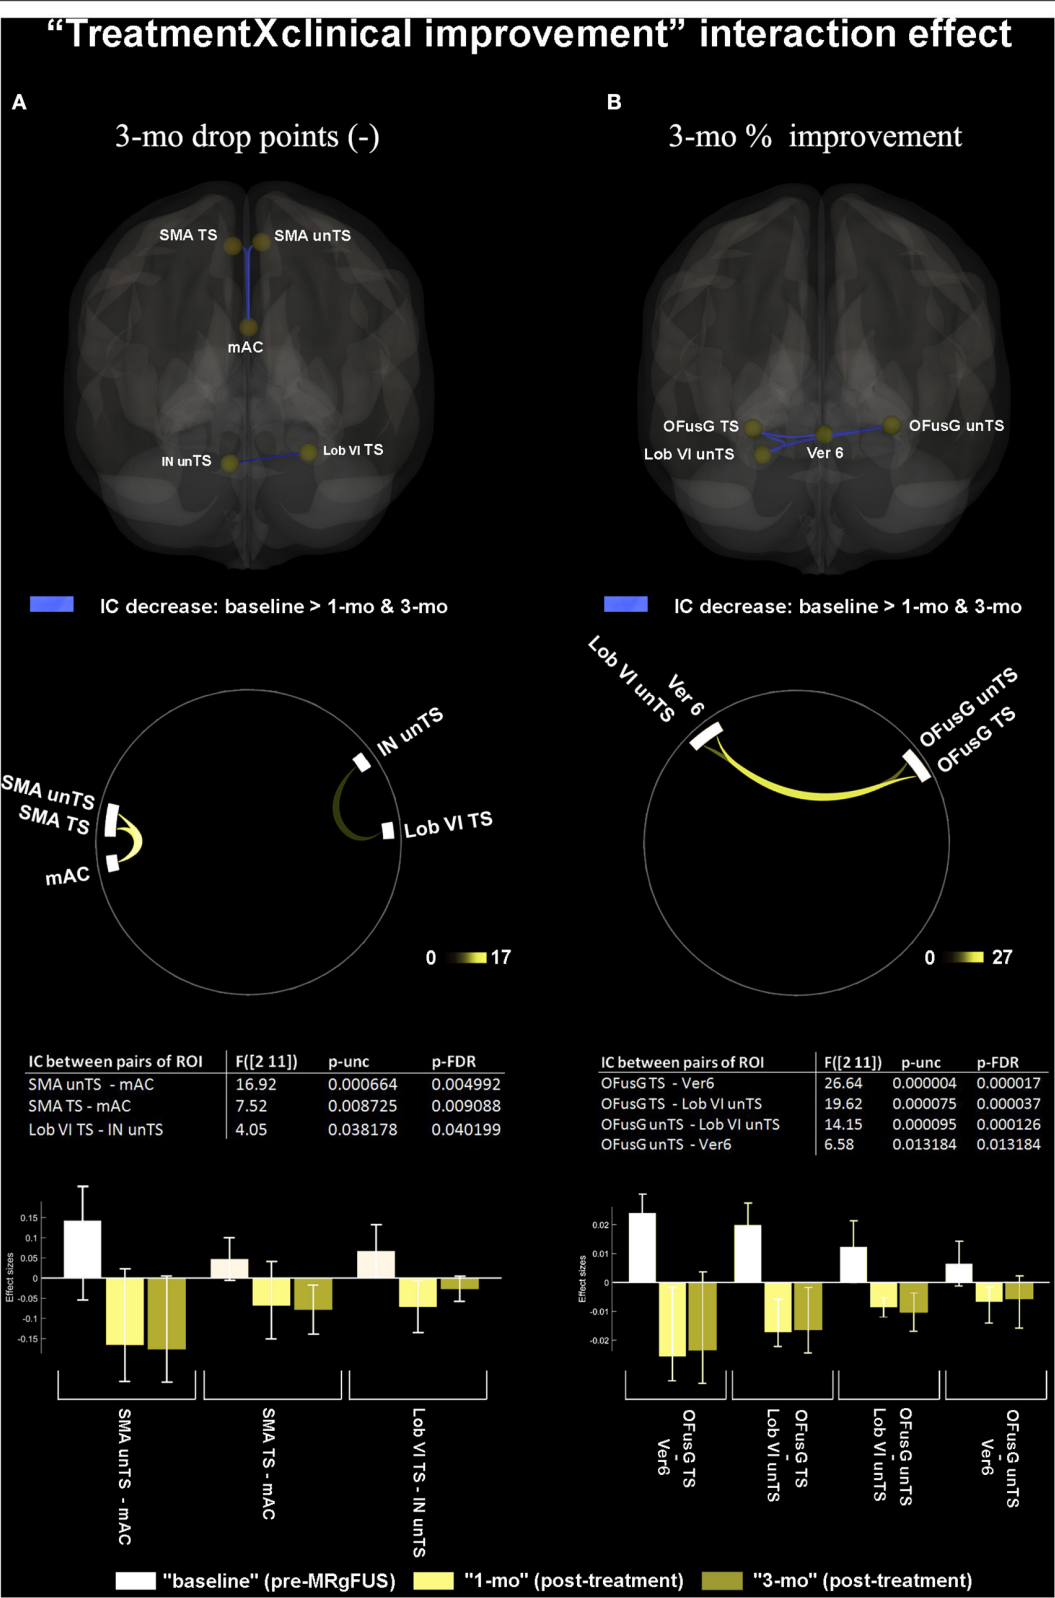 “TreatmentXclinical improvement” interaction effect
A
3-mo drop points (-)
SMA TS
SMA unTS
mAC
IN unTS
Lob VI TS
IC decrease: baseline > 1-mo & 3-mo
IN unTS
SMA unTS
SMA TS
Lob VI TS
mAC
0
17
IC between pairs of ROI F([2 11]) p-unc p-FDR
SMA unTS - mAC 16.92 0.000664 0.004992
SMA TS - mAC 7.52 0.008725 0.009088
Lob VI TS - IN unTS 4.05 0.038178 0.040199
Effect sizes
0.15
0.1
0.05
0
-0.05
-0.1
-0.15
SMA unTS - mAC
SMA TS - mAC
Lob VI TS - IN unTS
B
3-mo % improvement
OFusG TS
OFusG unTS
Lob VI unTS
Ver 6
IC decrease: baseline > 1-mo & 3-mo
Lob VI unTS
Ver 6
OFusG unTS
OFusG TS
0
27
IC between pairs of ROI F([2 11]) p-unc p-FDR
OFusG TS - Ver6 26.64 0.000004 0.000017
OFusG TS - Lob VI unTS 19.62 0.000075 0.000037
OFusG unTS - Lob VI unTS 14.15 0.000095 0.000126
OFusG unTS - Ver6 6.58 0.013184 0.013184
Effect sizes
0.02
0.01
0
-0.01
-0.02
OFusG TS
-
Ver6
OFusG TS
-
Lob VI unTS
OFusG unTS
-
Lob VI unTS
OFusG unTS
-
Ver6
"baseline" (pre-MRgFUS)
"1-mo" (post-treatment)
"3-mo" (post-treatment)